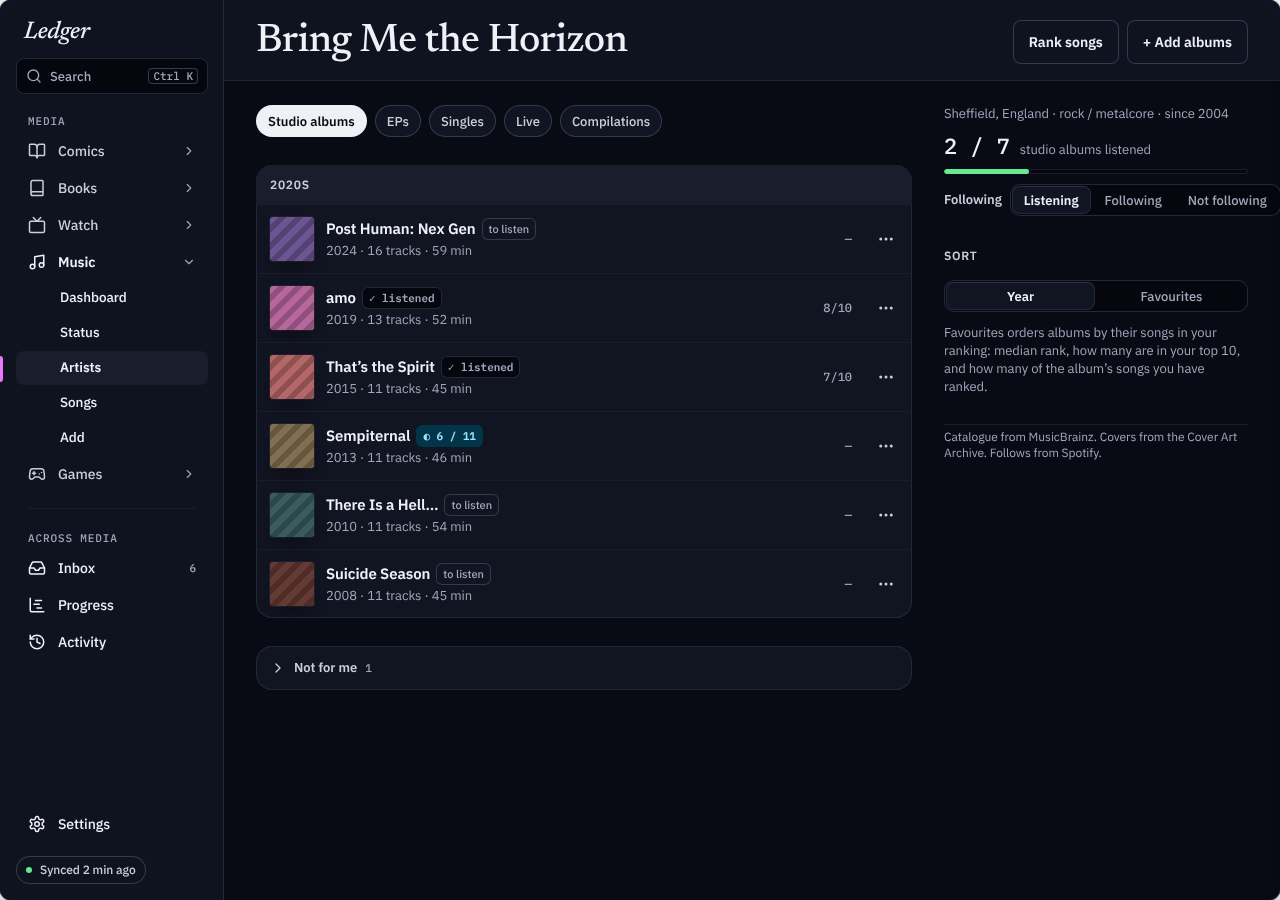 Ledger
Search
Ctrl K
MEDIA
Comics
Books
Watch
Music
Dashboard
Status
Artists
Songs
Add
Games
ACROSS MEDIA
Inbox 6
Progress
Activity
Settings
Synced 2 min ago
Bring Me the Horizon
Rank songs
+ Add albums
Studio albums
EPs
Singles
Live
Compilations
2020S
Post Human: Nex Gen to listen
2024 · 16 tracks · 59 min
–
amo ✓ listened
2019 · 13 tracks · 52 min
8/10
That’s the Spirit ✓ listened
2015 · 11 tracks · 45 min
7/10
Sempiternal ◐ 6 / 11
2013 · 11 tracks · 46 min
–
There Is a Hell… to listen
2010 · 11 tracks · 54 min
–
Suicide Season to listen
2008 · 11 tracks · 45 min
–
Not for me 1
Sheffield, England · rock / metalcore · since 2004
2 / 7 studio albums listened
Following Listening Following Not following
SORT
Year Favourites
Favourites orders albums by their songs in your
ranking: median rank, how many are in your top 10,
and how many of the album’s songs you have
ranked.
Catalogue from MusicBrainz. Covers from the Cover Art
Archive. Follows from Spotify.